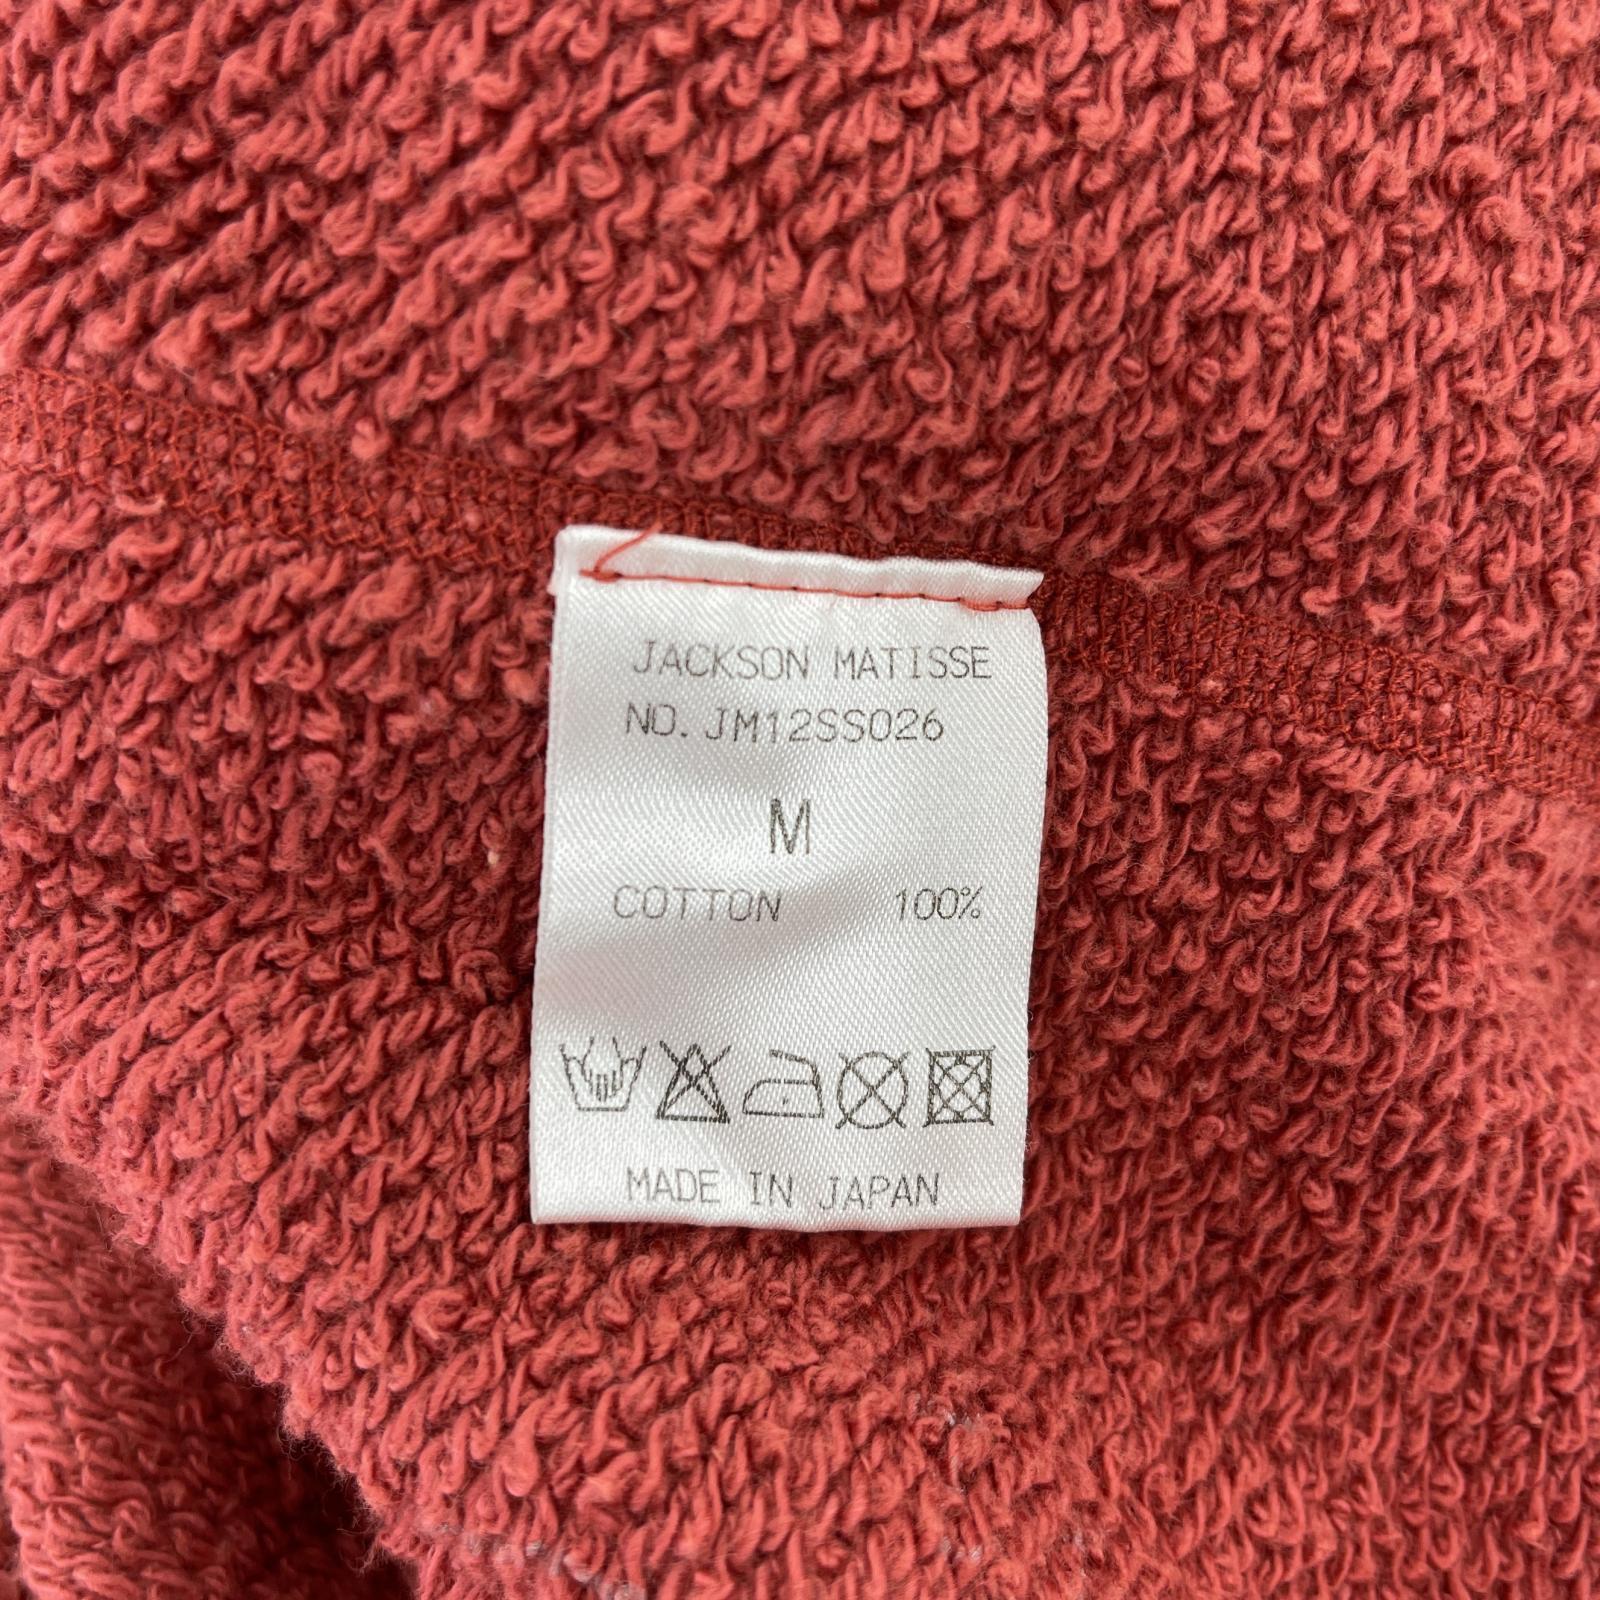 JACKSON MATISSE
NO. JM12SS026
M
COTTON 100%
MADE IN JAPAN